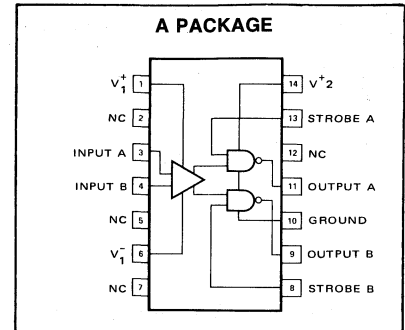 A PACKAGE
V1+ 1
NC 2
INPUT A 3
INPUT B 4
NC 5
V1- 6
NC 7
14 V+2
13 STROBE A
12 NC
11 OUTPUT A
10 GROUND
9 OUTPUT B
8 STROBE B